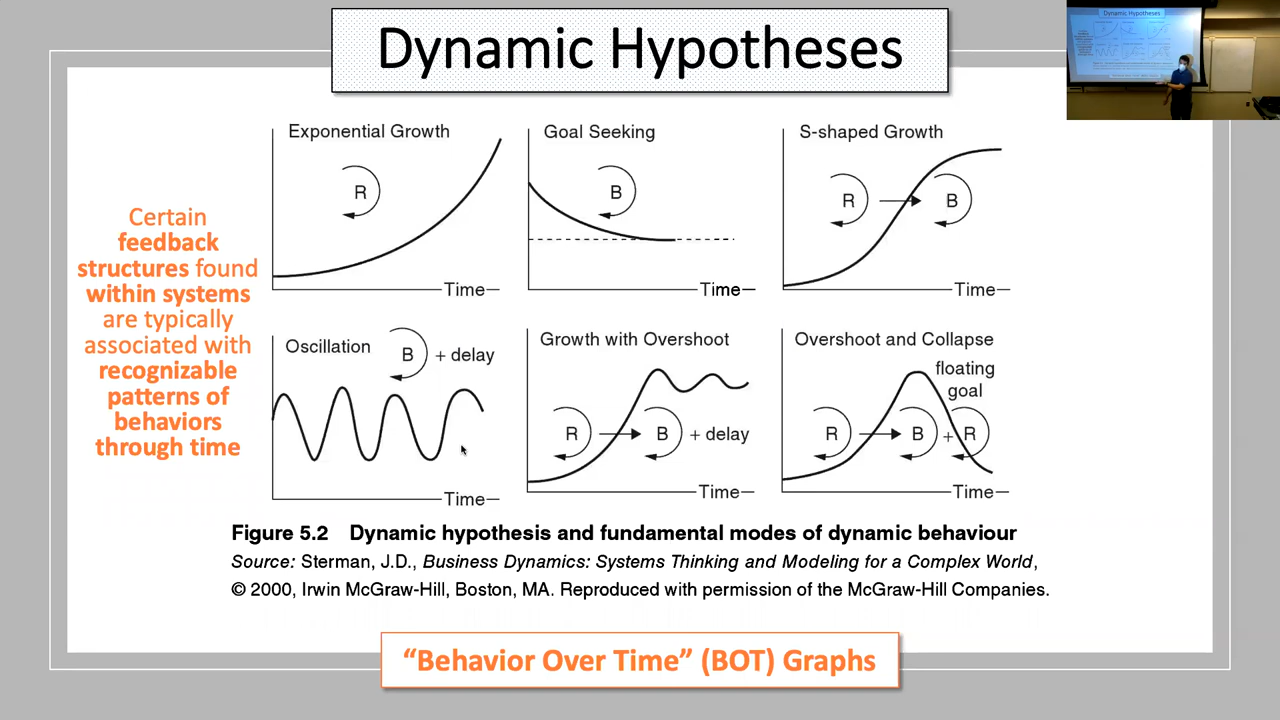 Dynamic Hypotheses
Dynamic Hypotheses
Certain
feedback
structures found
within systems
are typically
associated with
recognizable
patterns of
behaviors
through time
Exponential Growth
R
Time
Goal Seeking
B
Time
S-shaped Growth
R
B
Time
Oscillation
B + delay
Time
Growth with Overshoot
R
B + delay
Time
Overshoot and Collapse
floating
goal
R
B + R
Time
Figure 5.2 Dynamic hypothesis and fundamental modes of dynamic behaviour
Source: Sterman, J.D., Business Dynamics: Systems Thinking and Modeling for a Complex World,
© 2000, Irwin McGraw-Hill, Boston, MA. Reproduced with permission of the McGraw-Hill Companies.
“Behavior Over Time” (BOT) Graphs